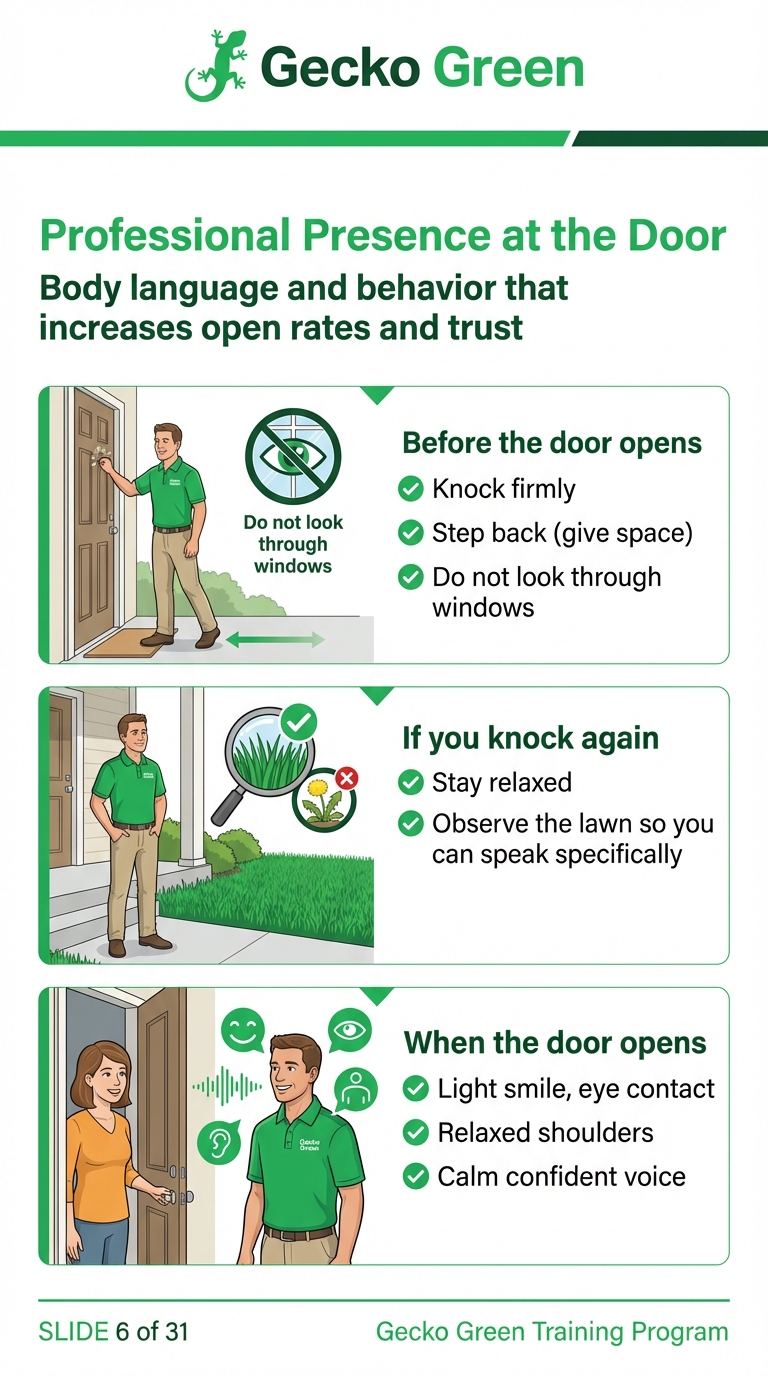 Gecko Green
Professional Presence at the Door
Body language and behavior that
increases open rates and trust
Do not look
through
windows
Before the door opens
Knock firmly
Step back (give space)
Do not look through
windows
If you knock again
Stay relaxed
Observe the lawn so you
can speak specifically
When the door opens
Light smile, eye contact
Relaxed shoulders
Calm confident voice
SLIDE 6 of 31
Gecko Green Training Program